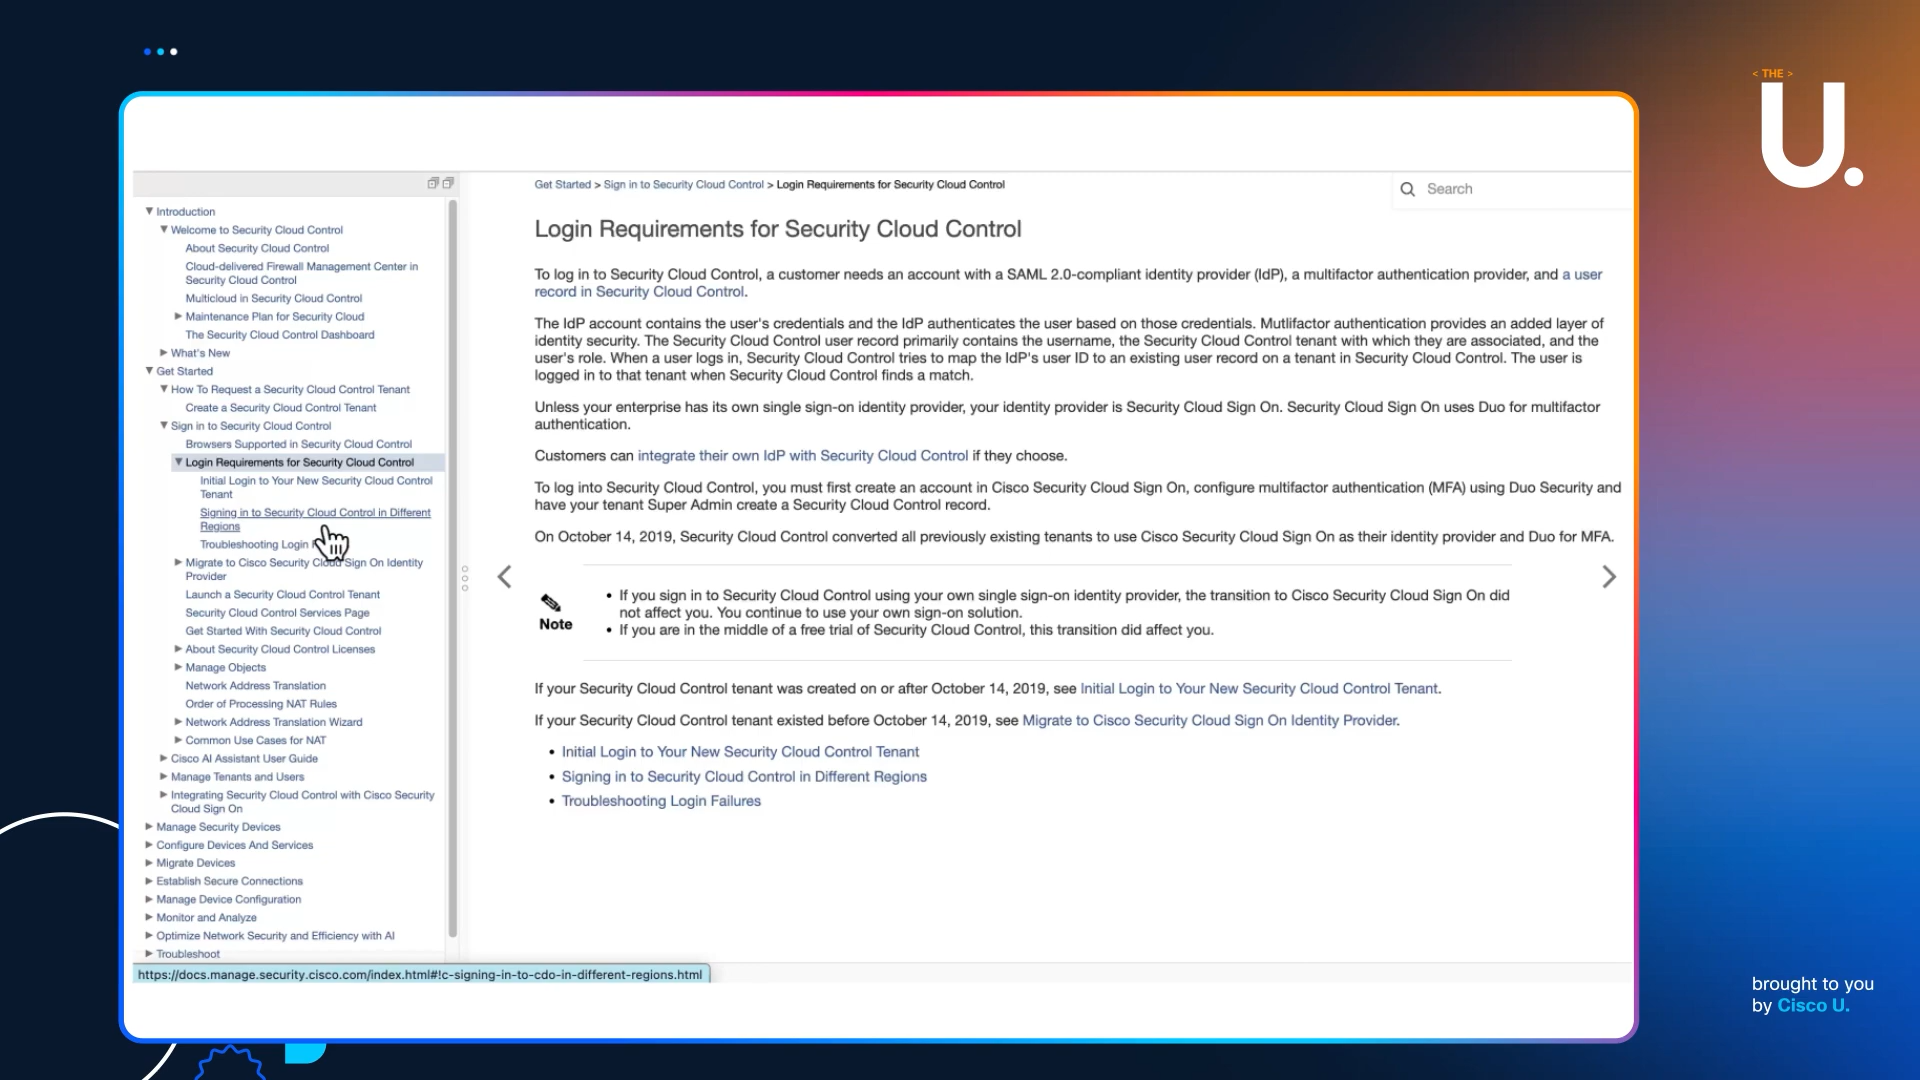 < THE >
U.
Introduction
Welcome to Security Cloud Control
About Security Cloud Control
Cloud-delivered Firewall Management Center in
Security Cloud Control
Multicloud in Security Cloud Control
Maintenance Plan for Security Cloud
The Security Cloud Control Dashboard
What's New
Get Started
How To Request a Security Cloud Control Tenant
Create a Security Cloud Control Tenant
Sign in to Security Cloud Control
Browsers Supported in Security Cloud Control
Login Requirements for Security Cloud Control
Initial Login to Your New Security Cloud Control
Tenant
Signing in to Security Cloud Control in Different
Regions
Troubleshooting Login
Migrate to Cisco Security Cloud Sign On Identity
Provider
Launch a Security Cloud Control Tenant
Security Cloud Control Services Page
Get Started With Security Cloud Control
About Security Cloud Control Licenses
Manage Objects
Network Address Translation
Order of Processing NAT Rules
Network Address Translation Wizard
Common Use Cases for NAT
Cisco AI Assistant User Guide
Manage Tenants and Users
Integrating Security Cloud Control with Cisco Security
Cloud Sign On
Manage Security Devices
Configure Devices And Services
Migrate Devices
Establish Secure Connections
Manage Device Configuration
Monitor and Analyze
Optimize Network Security and Efficiency with AI
Troubleshoot
https://docs.manage.security.cisco.com/index.html#!c-signing-in-to-cdo-in-different-regions.html
Get Started > Sign in to Security Cloud Control > Login Requirements for Security Cloud Control
Search
Login Requirements for Security Cloud Control
To log in to Security Cloud Control, a customer needs an account with a SAML 2.0-compliant identity provider (IdP), a multifactor authentication provider, and a user
record in Security Cloud Control.
The IdP account contains the user's credentials and the IdP authenticates the user based on those credentials. Mutlifactor authentication provides an added layer of
identity security. The Security Cloud Control user record primarily contains the username, the Security Cloud Control tenant with which they are associated, and the
user's role. When a user logs in, Security Cloud Control tries to map the IdP's user ID to an existing user record on a tenant in Security Cloud Control. The user is
logged in to that tenant when Security Cloud Control finds a match.
Unless your enterprise has its own single sign-on identity provider, your identity provider is Security Cloud Sign On. Security Cloud Sign On uses Duo for multifactor
authentication.
Customers can integrate their own IdP with Security Cloud Control if they choose.
To log into Security Cloud Control, you must first create an account in Cisco Security Cloud Sign On, configure multifactor authentication (MFA) using Duo Security and
have your tenant Super Admin create a Security Cloud Control record.
On October 14, 2019, Security Cloud Control converted all previously existing tenants to use Cisco Security Cloud Sign On as their identity provider and Duo for MFA.
Note
• If you sign in to Security Cloud Control using your own single sign-on identity provider, the transition to Cisco Security Cloud Sign On did
not affect you. You continue to use your own sign-on solution.
• If you are in the middle of a free trial of Security Cloud Control, this transition did affect you.
If your Security Cloud Control tenant was created on or after October 14, 2019, see Initial Login to Your New Security Cloud Control Tenant.
If your Security Cloud Control tenant existed before October 14, 2019, see Migrate to Cisco Security Cloud Sign On Identity Provider.
• Initial Login to Your New Security Cloud Control Tenant
• Signing in to Security Cloud Control in Different Regions
• Troubleshooting Login Failures
brought to you
by Cisco U.